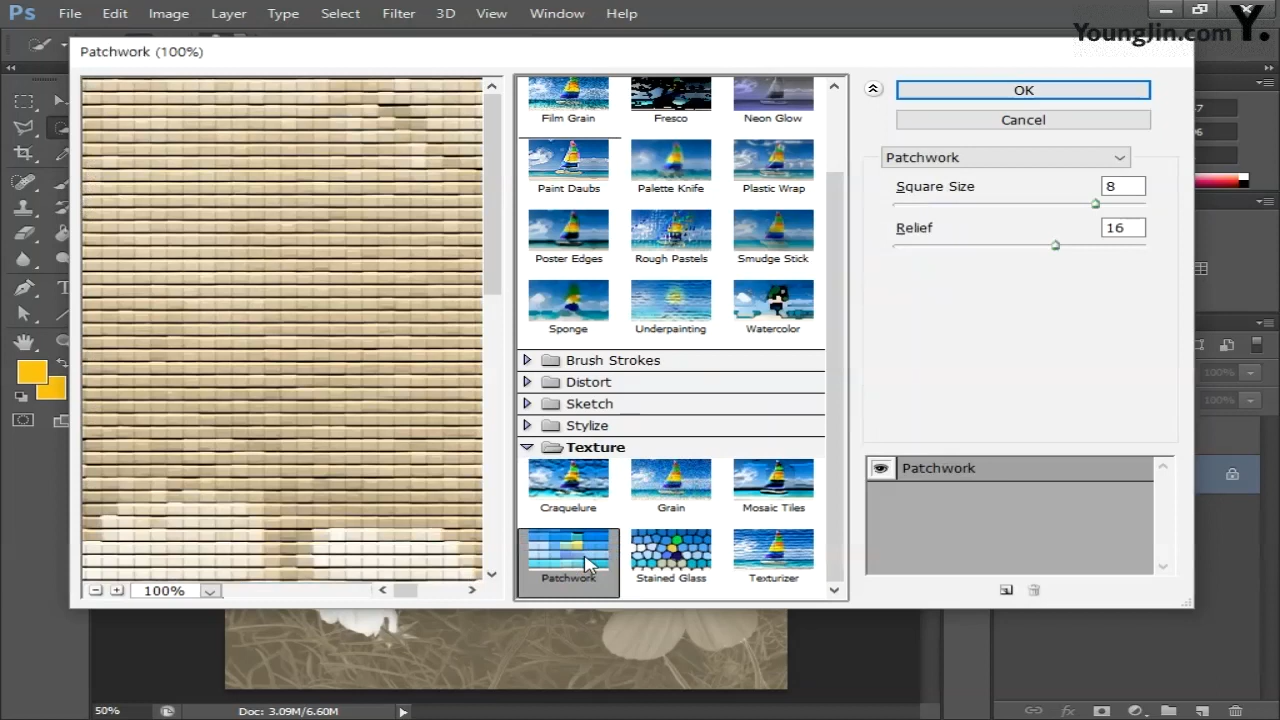 Ps File Edit Image Layer Type Select Filter 3D View Window Help
YoungJin.com Y.
Patchwork (100%)
Film Grain Fresco Neon Glow
Paint Daubs Palette Knife Plastic Wrap
Poster Edges Rough Pastels Smudge Stick
Sponge Underpainting Watercolor
Brush Strokes
Distort
Sketch
Stylize
Texture
Craquelure Grain Mosaic Tiles
Patchwork Stained Glass Texturizer
100%
OK
Cancel
Patchwork
Square Size 8
Relief 16
Patchwork
100%
100%
50% Doc: 3.09M/6.60M